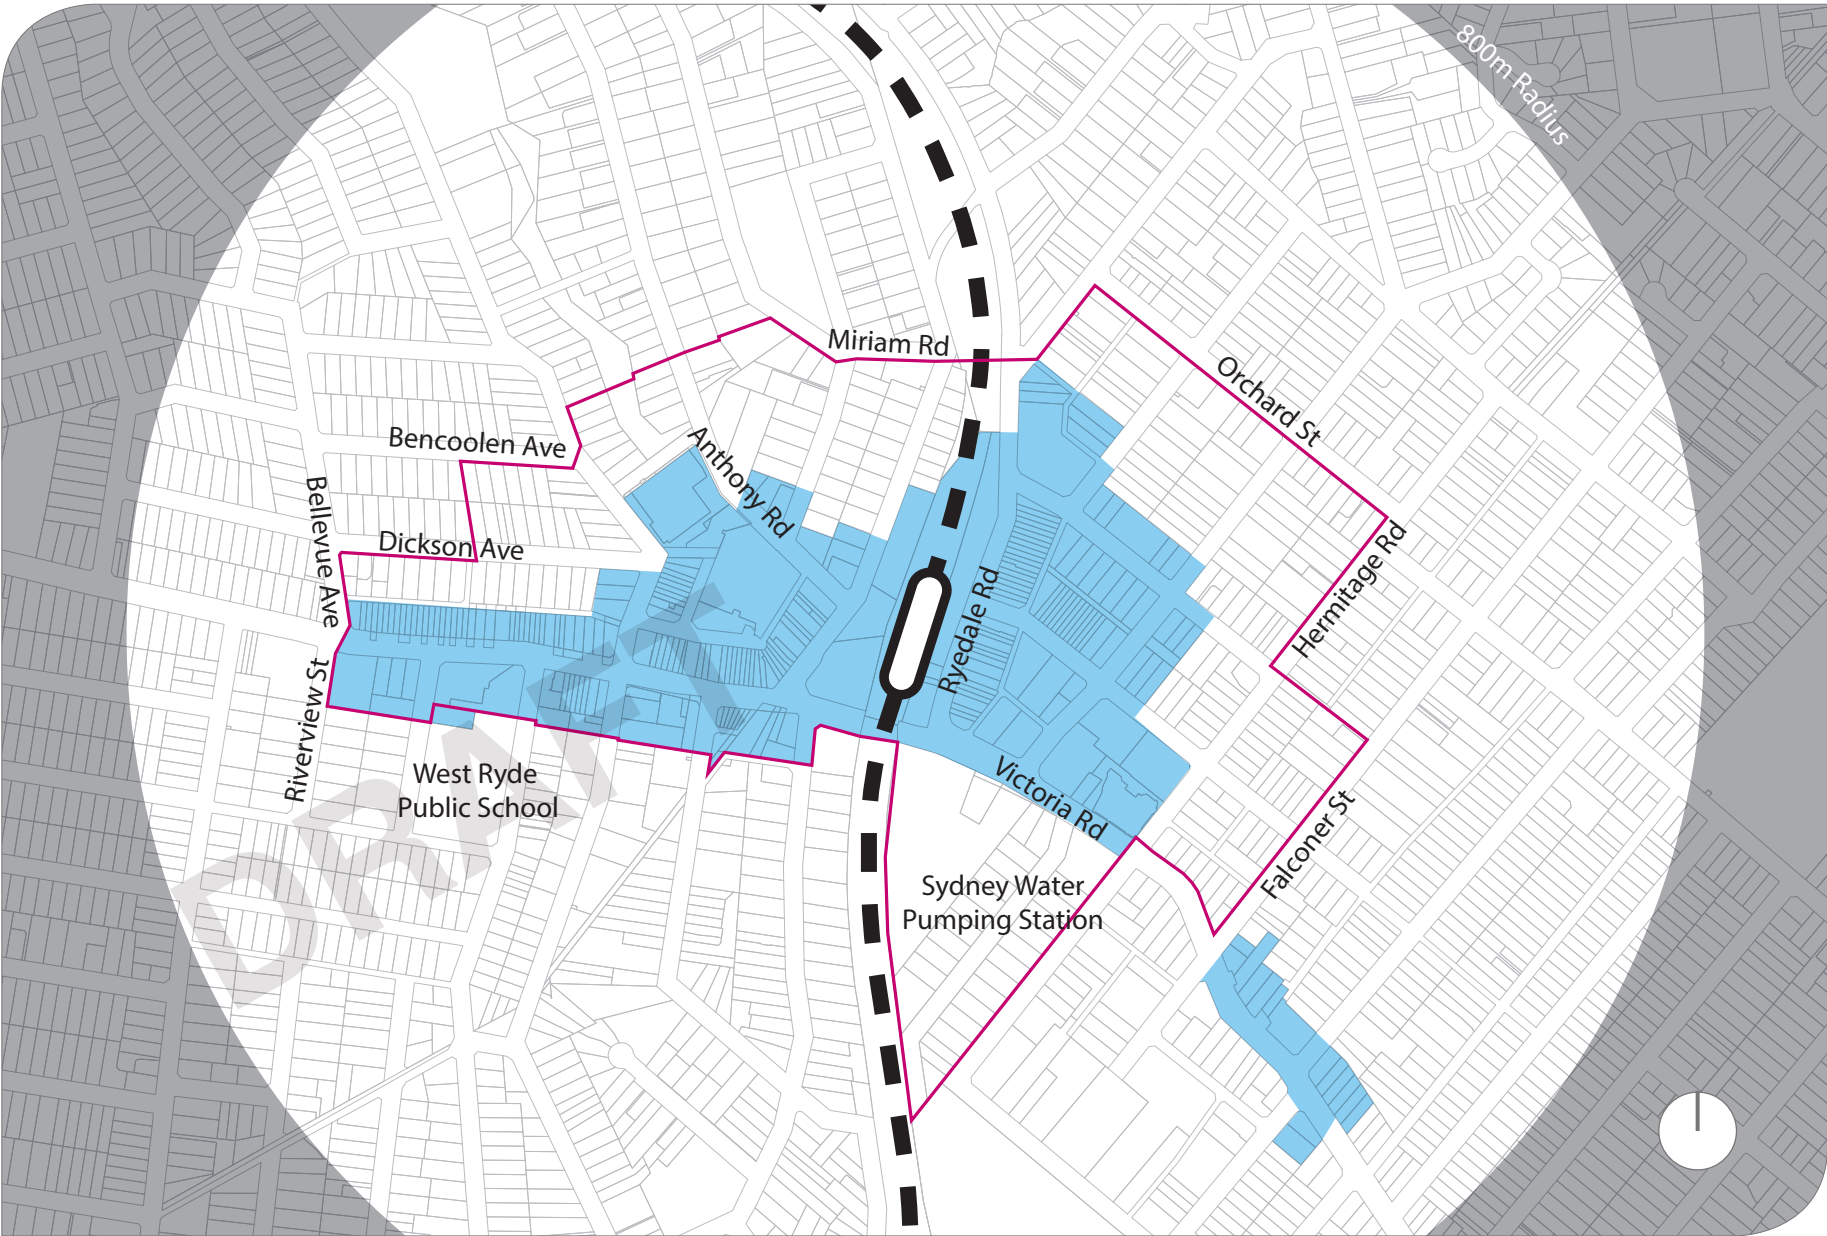 800m Radius
Miriam Rd
Orchard St
Bencoolen Ave
Anthony Rd
Bellevue Ave
Dickson Ave
Hermitage Rd
Ryedale Rd
Riverview St
West Ryde
Public School
Victoria Rd
Falconer St
Sydney Water
Pumping Station
DRAFT